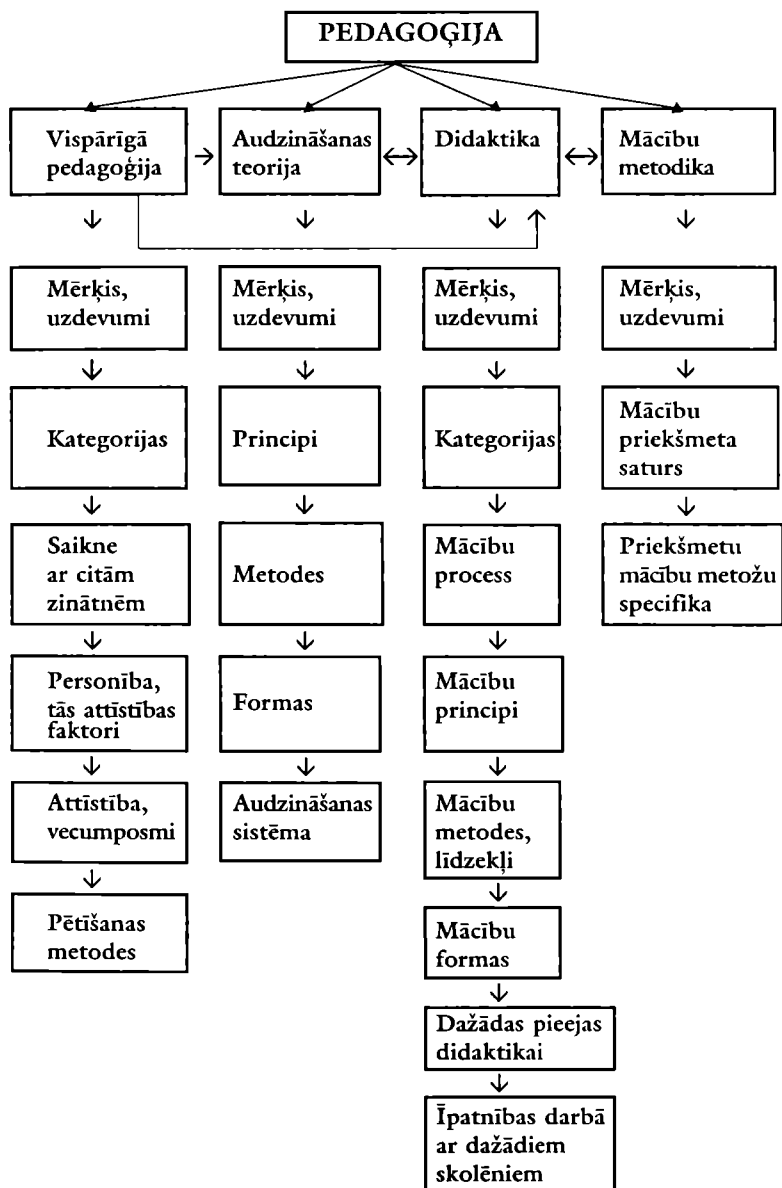 PEDAGOĢIJA
Vispārīgā
pedagoģija
Audzināšanas
teorija
Didaktika
Mācību
metodika
Mērķis,
uzdevumi
Mērķis,
uzdevumi
Mērķis,
uzdevumi
Mērķis,
uzdevumi
Kategorijas
Principi
Kategorijas
Mācību
priekšmeta
saturs
Saikne
ar citām
zinātnēm
Metodes
Mācību
process
Priekšmetu
mācību metožu
specifika
Personība,
tās attīstības
faktori
Formas
Mācību
principi
Attīstība,
vecumposmi
Audzināšanas
sistēma
Mācību
metodes,
līdzekļi
Pētīšanas
metodes
Mācību
formas
Dažādas pieejas
didaktikai
Īpatnības darbā
ar dažādiem
skolēniem